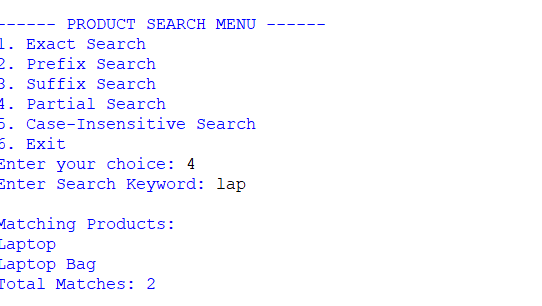 ------ PRODUCT SEARCH MENU ------
1. Exact Search
2. Prefix Search
3. Suffix Search
4. Partial Search
5. Case-Insensitive Search
6. Exit
Enter your choice: 4
Enter Search Keyword: lap
Matching Products:
Laptop
Laptop Bag
Total Matches: 2